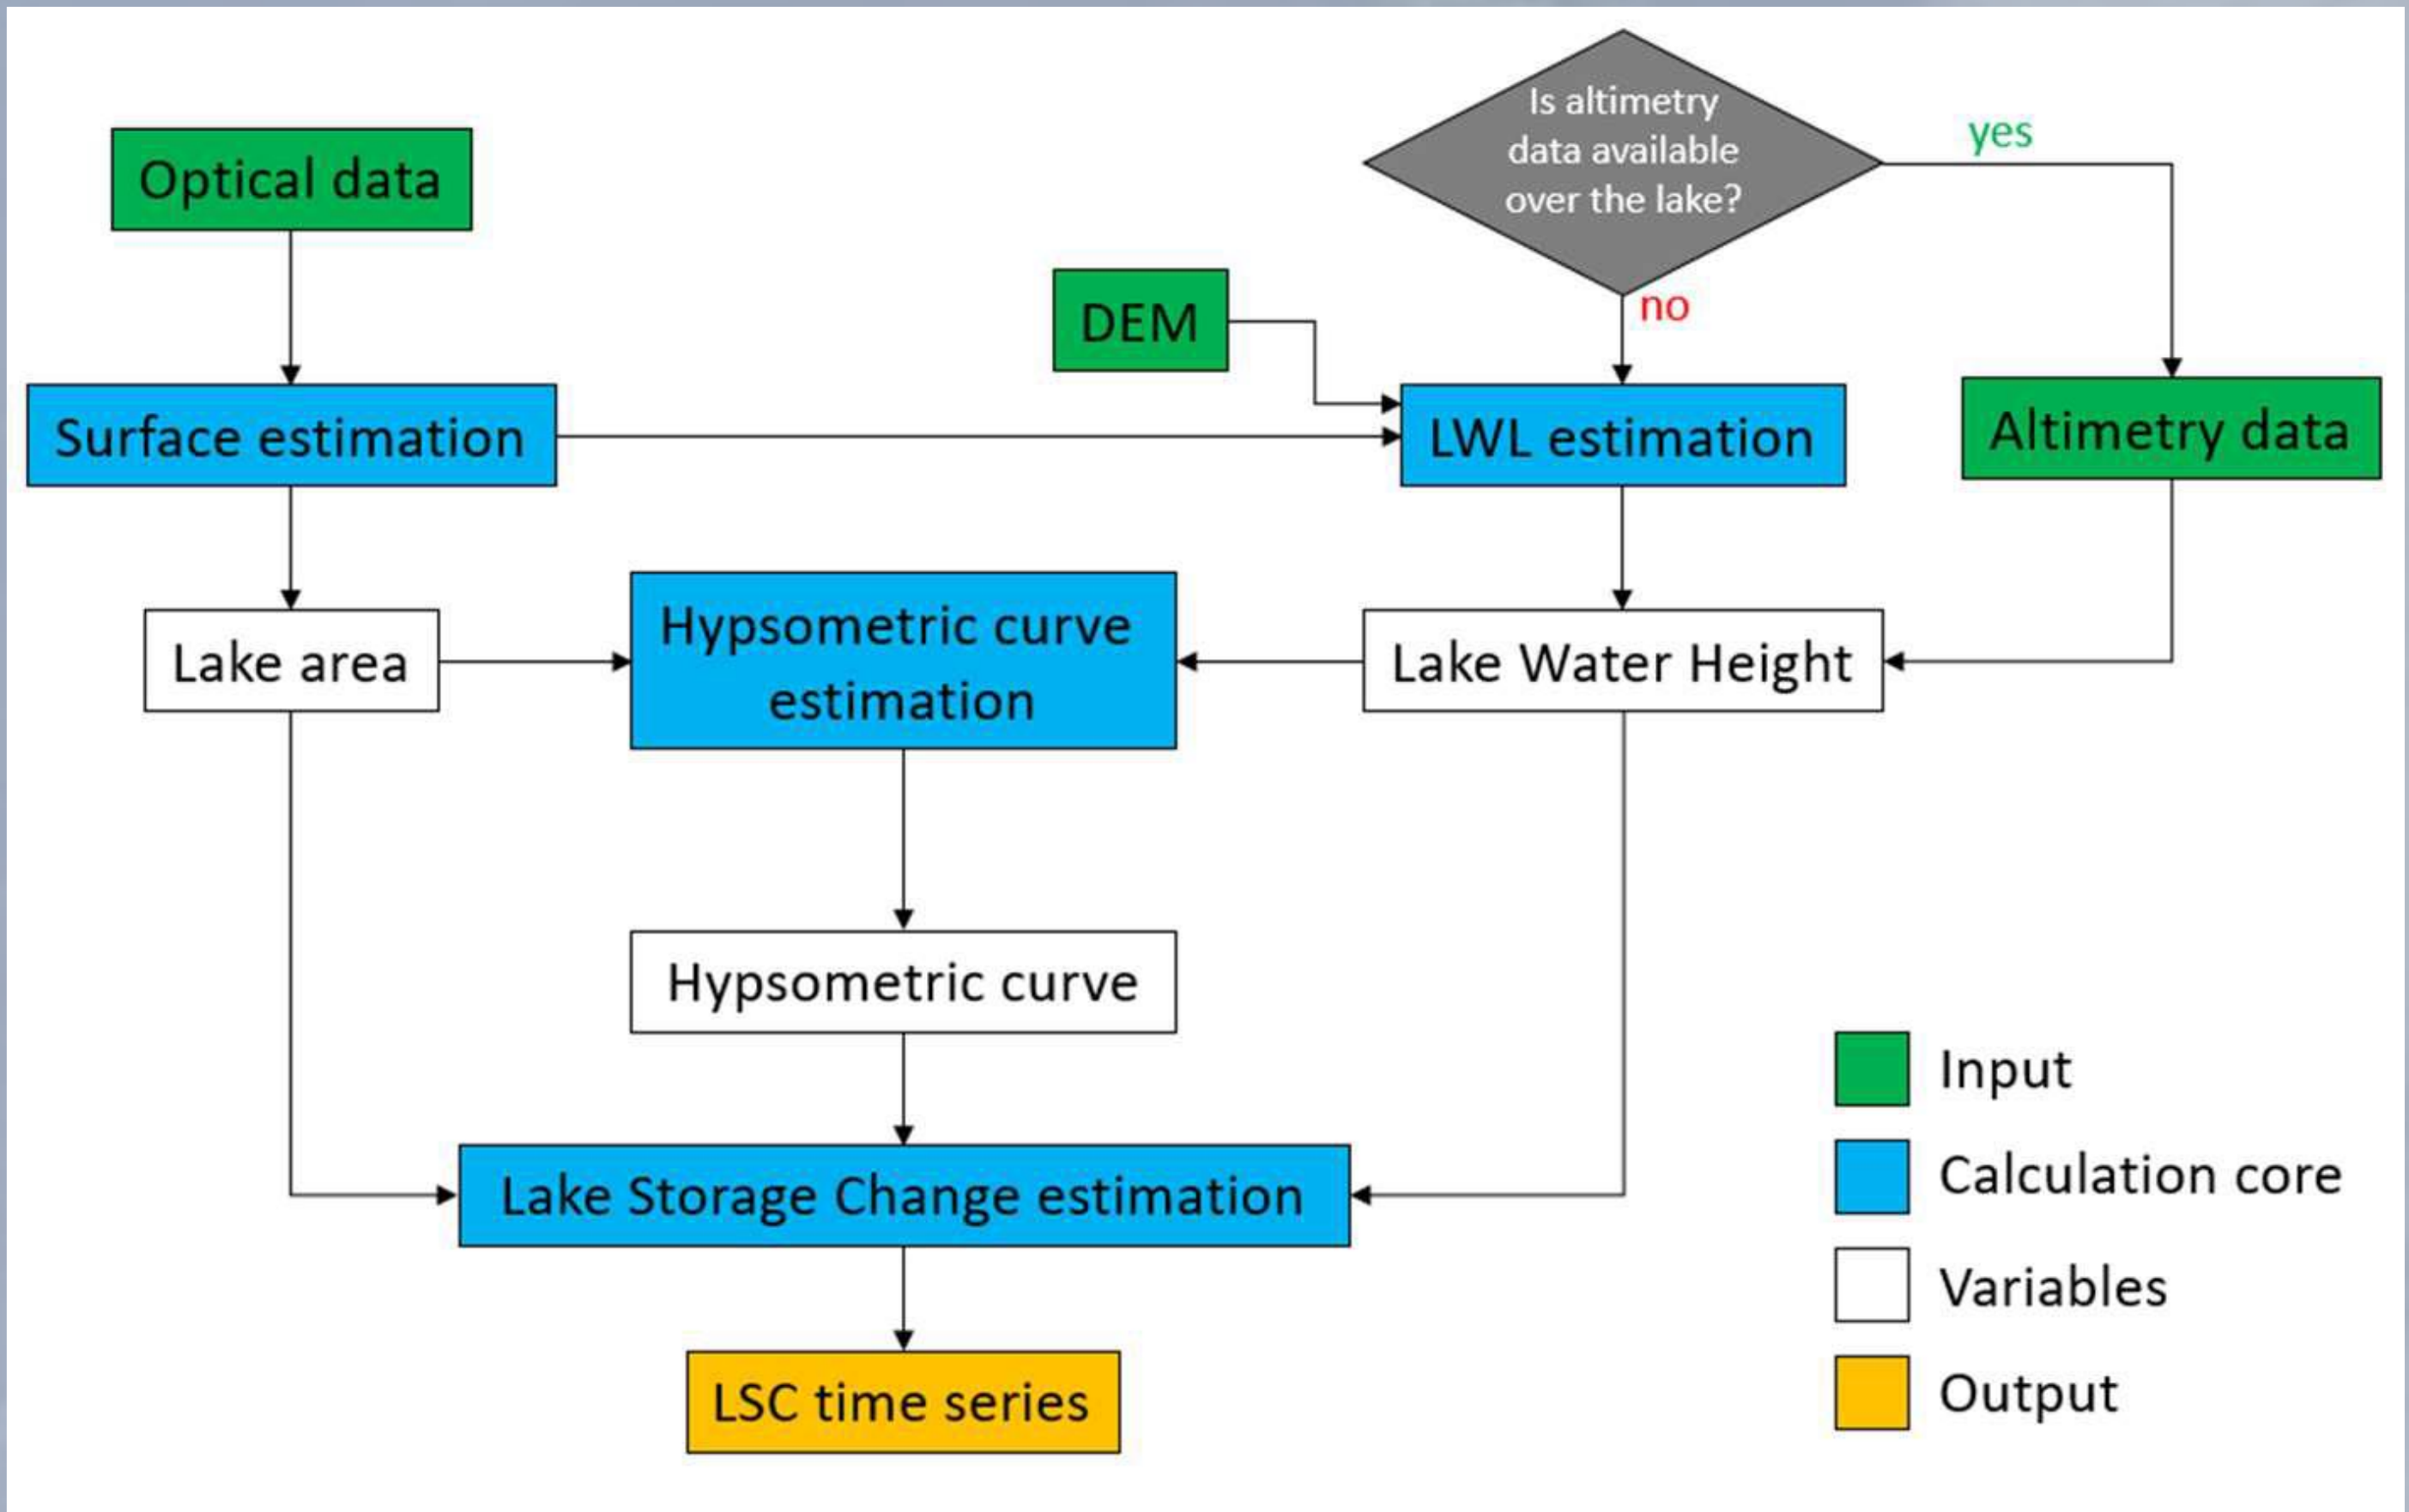 Is altimetry
data available
over the lake?
yes
Optical data
DEM
no
Surface estimation
LWL estimation
Altimetry data
Hypsometric curve
estimation
Lake area
Lake Water Height
Hypsometric curve
Input
Calculation core
Lake Storage Change estimation
Variables
LSC time series
Output